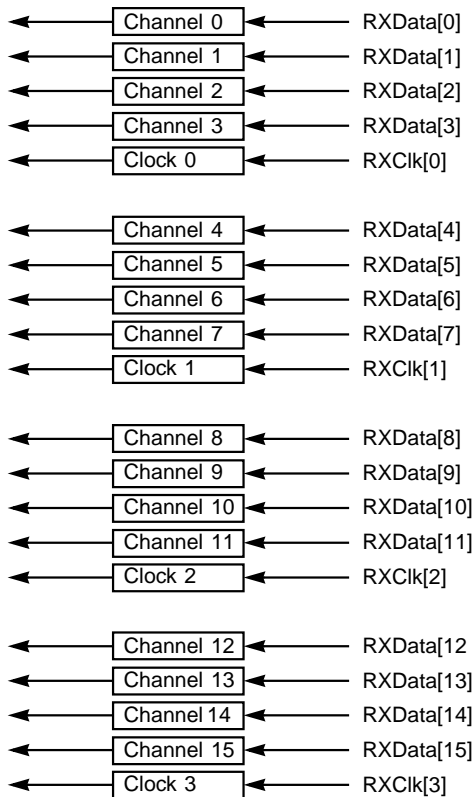 Channel 0 RXData[0]
Channel 1 RXData[1]
Channel 2 RXData[2]
Channel 3 RXData[3]
Clock 0 RXClk[0]
Channel 4 RXData[4]
Channel 5 RXData[5]
Channel 6 RXData[6]
Channel 7 RXData[7]
Clock 1 RXClk[1]
Channel 8 RXData[8]
Channel 9 RXData[9]
Channel 10 RXData[10]
Channel 11 RXData[11]
Clock 2 RXClk[2]
Channel 12 RXData[12
Channel 13 RXData[13]
Channel 14 RXData[14]
Channel 15 RXData[15]
Clock 3 RXClk[3]